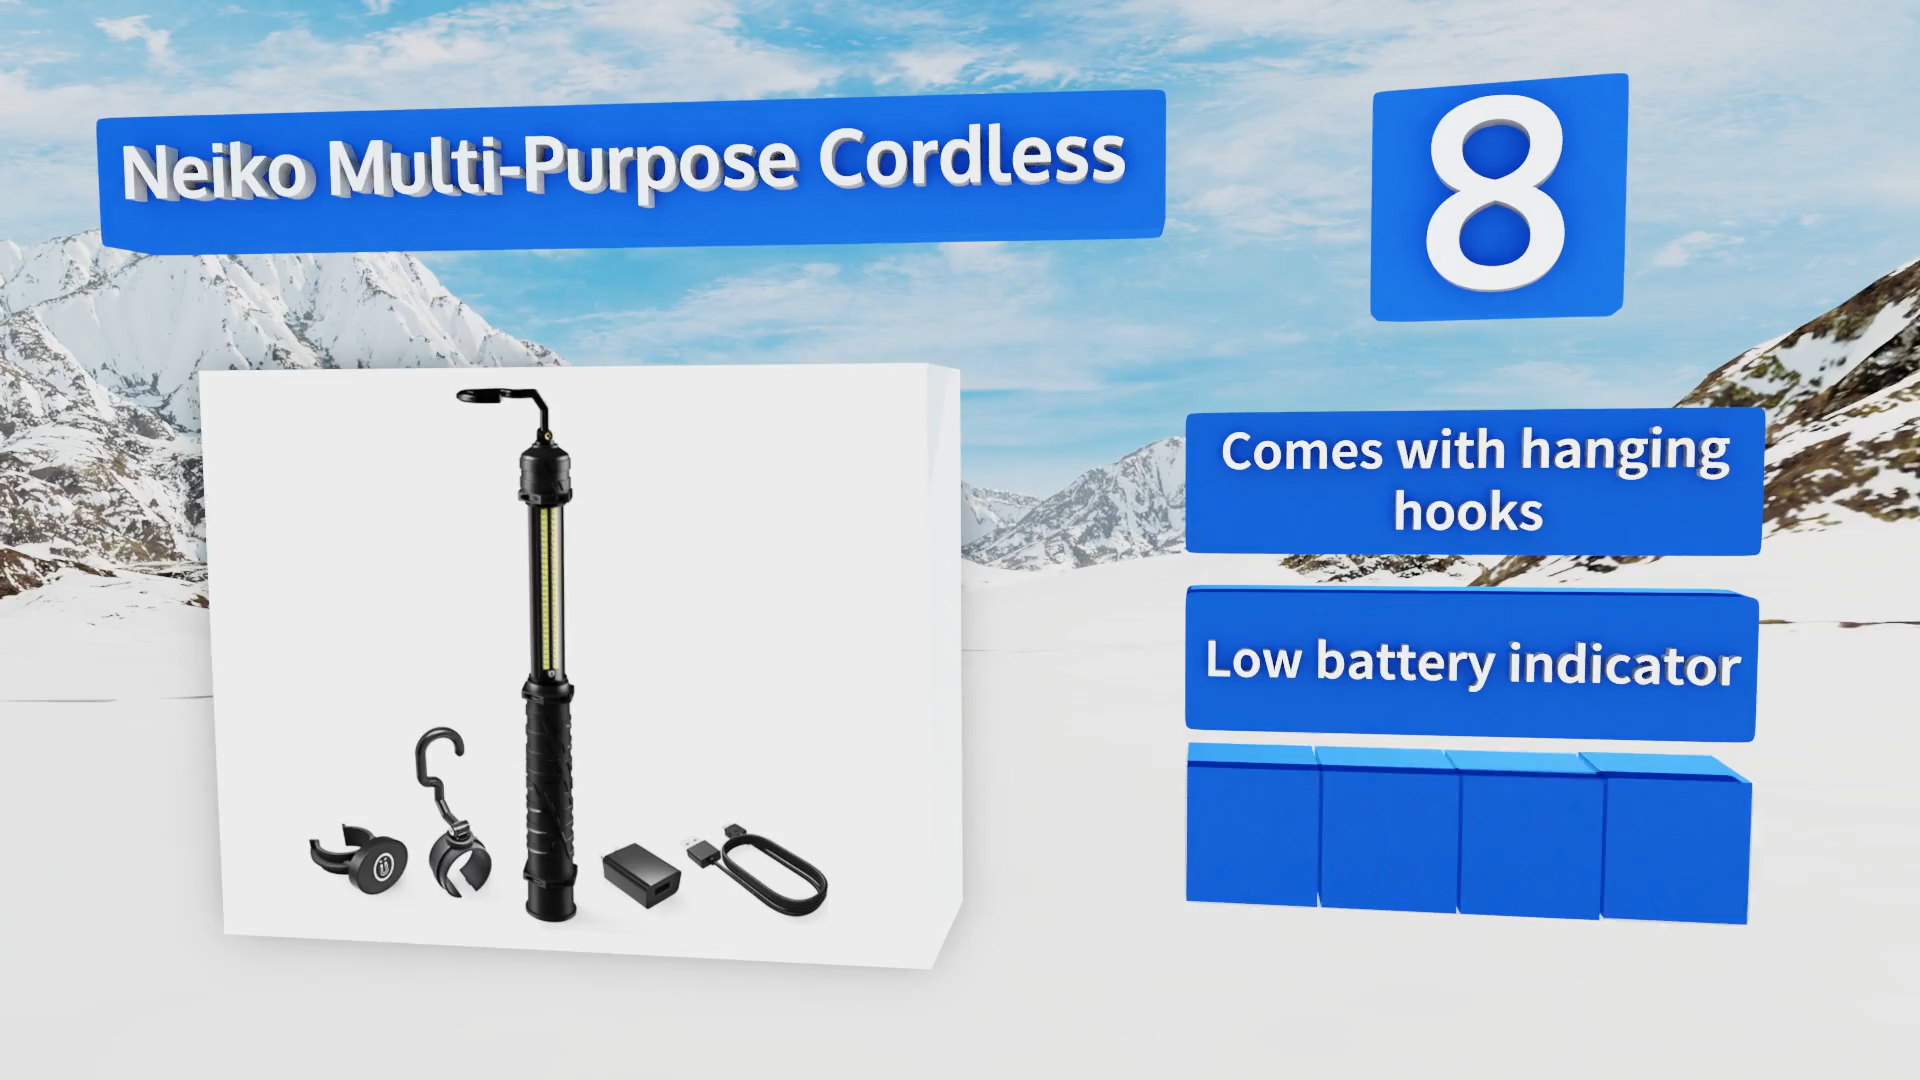 Neiko Multi-Purpose Cordless
8
Comes with hanging
hooks
Low battery indicator